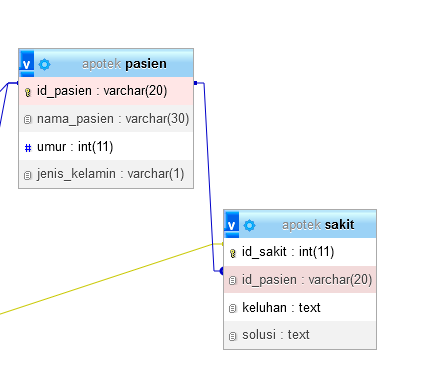 v apotek pasien
id_pasien : varchar(20)
nama_pasien : varchar(30)
# umur : int(11)
jenis_kelamin : varchar(1)
v apotek sakit
id_sakit : int(11)
id_pasien : varchar(20)
keluhan : text
solusi : text